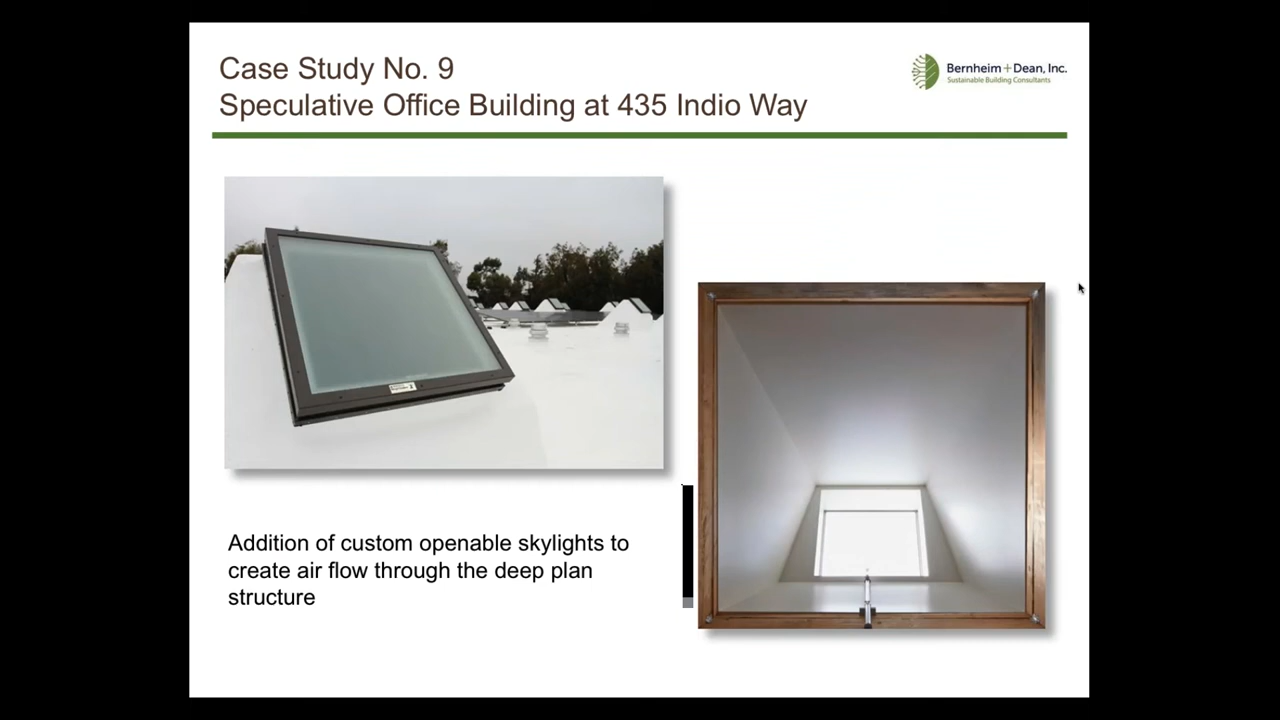 Case Study No. 9
Speculative Office Building at 435 Indio Way
Bernheim + Dean, Inc.
Sustainable Building Consultants
Addition of custom openable skylights to
create air flow through the deep plan
structure